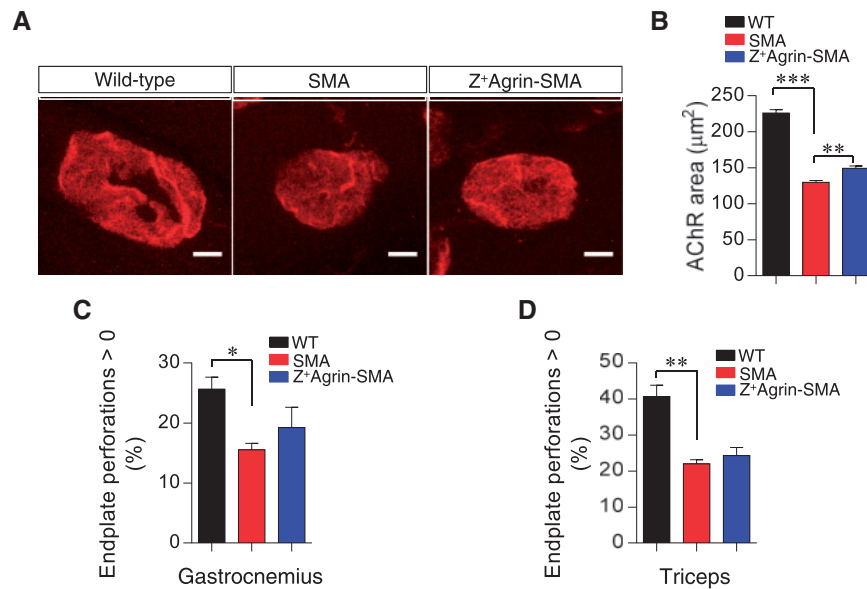 A
Wild-type
SMA
Z⁺Agrin-SMA
B
WT
SMA
Z⁺Agrin-SMA
***
**
AChR area (μm²)
250
200
150
100
50
0
C
WT
SMA
Z⁺Agrin-SMA
*
Endplate perforations > 0
(%)
30
20
10
0
Gastrocnemius
D
WT
SMA
Z⁺Agrin-SMA
**
Endplate perforations > 0
(%)
50
40
30
20
10
0
Triceps